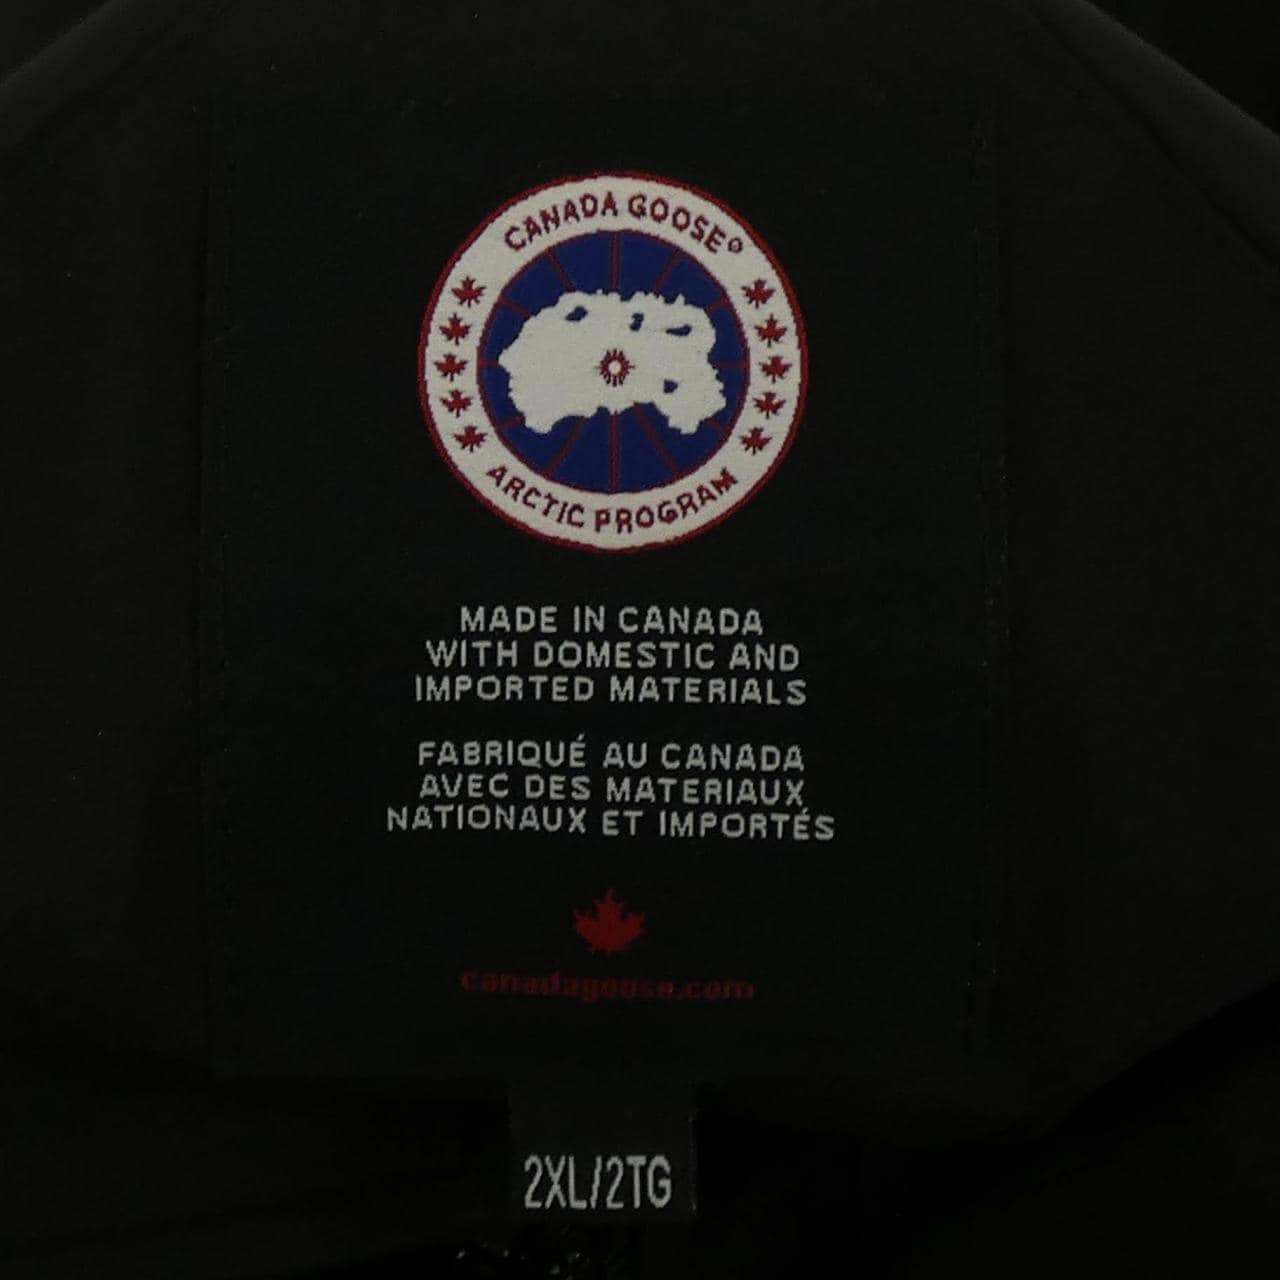 CANADA GOOSE®
ARCTIC PROGRAM
MADE IN CANADA
WITH DOMESTIC AND
IMPORTED MATERIALS
FABRIQUÉ AU CANADA
AVEC DES MATERIAUX
NATIONAUX ET IMPORTÉS
canadagoose.com
2XL/2TG